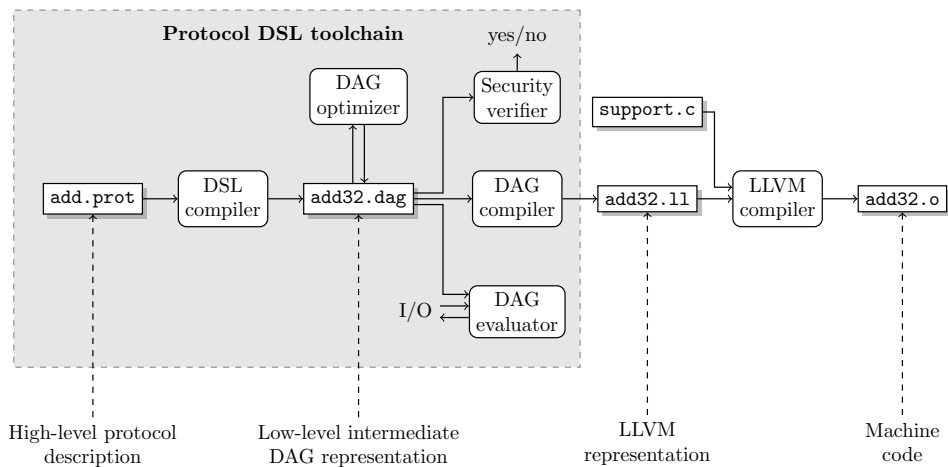 Protocol DSL toolchain
yes/no
DAG
optimizer
Security
verifier
support.c
add.prot
DSL
compiler
add32.dag
DAG
compiler
add32.ll
LLVM
compiler
add32.o
I/O
DAG
evaluator
High-level protocol
description
Low-level intermediate
DAG representation
LLVM
representation
Machine
code